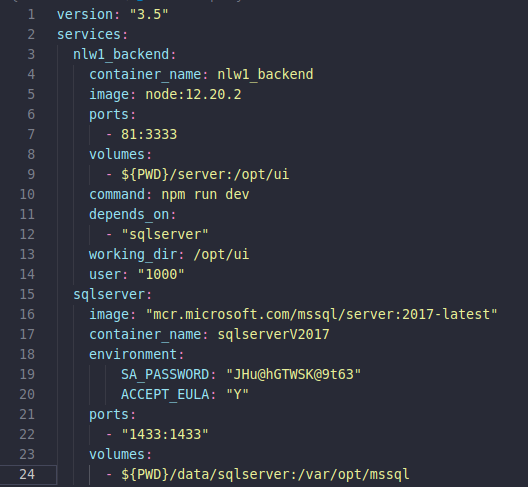 1 version: "3.5"
2 services:
3 nlw1_backend:
4 container_name: nlw1_backend
5 image: node:12.20.2
6 ports:
7 - 81:3333
8 volumes:
9 - ${PWD}/server:/opt/ui
10 command: npm run dev
11 depends_on:
12 - "sqlserver"
13 working_dir: /opt/ui
14 user: "1000"
15 sqlserver:
16 image: "mcr.microsoft.com/mssql/server:2017-latest"
17 container_name: sqlserverV2017
18 environment:
19 SA_PASSWORD: "JHu@hGTWSK@9t63"
20 ACCEPT_EULA: "Y"
21 ports:
22 - "1433:1433"
23 volumes:
24 - ${PWD}/data/sqlserver:/var/opt/mssql